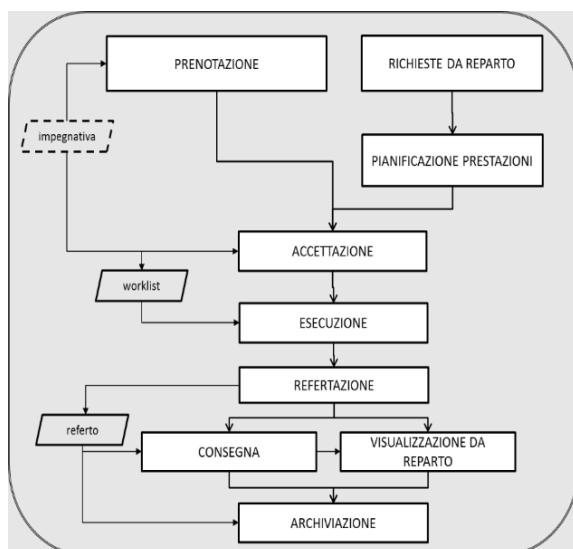 PRENOTAZIONE
RICHIESTE DA REPARTO
impegnativa
PIANIFICAZIONE PRESTAZIONI
ACCETTAZIONE
worklist
ESECUZIONE
REFERTAZIONE
referto
CONSEGNA
VISUALIZZAZIONE DA
REPARTO
ARCHIVIAZIONE